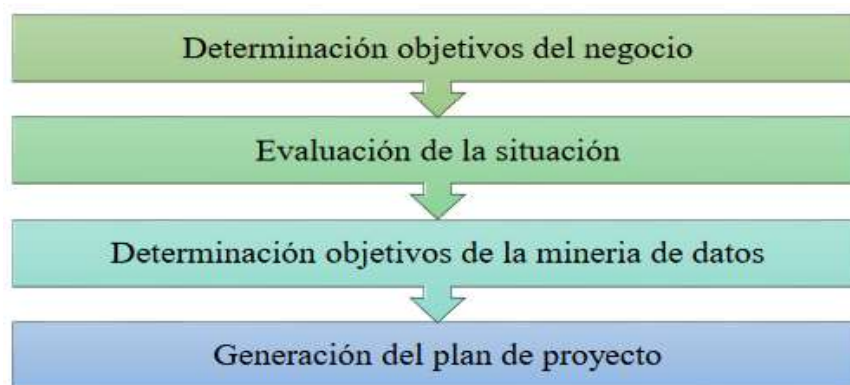 Determinación objetivos del negocio
Evaluación de la situación
Determinación objetivos de la mineria de datos
Generación del plan de proyecto